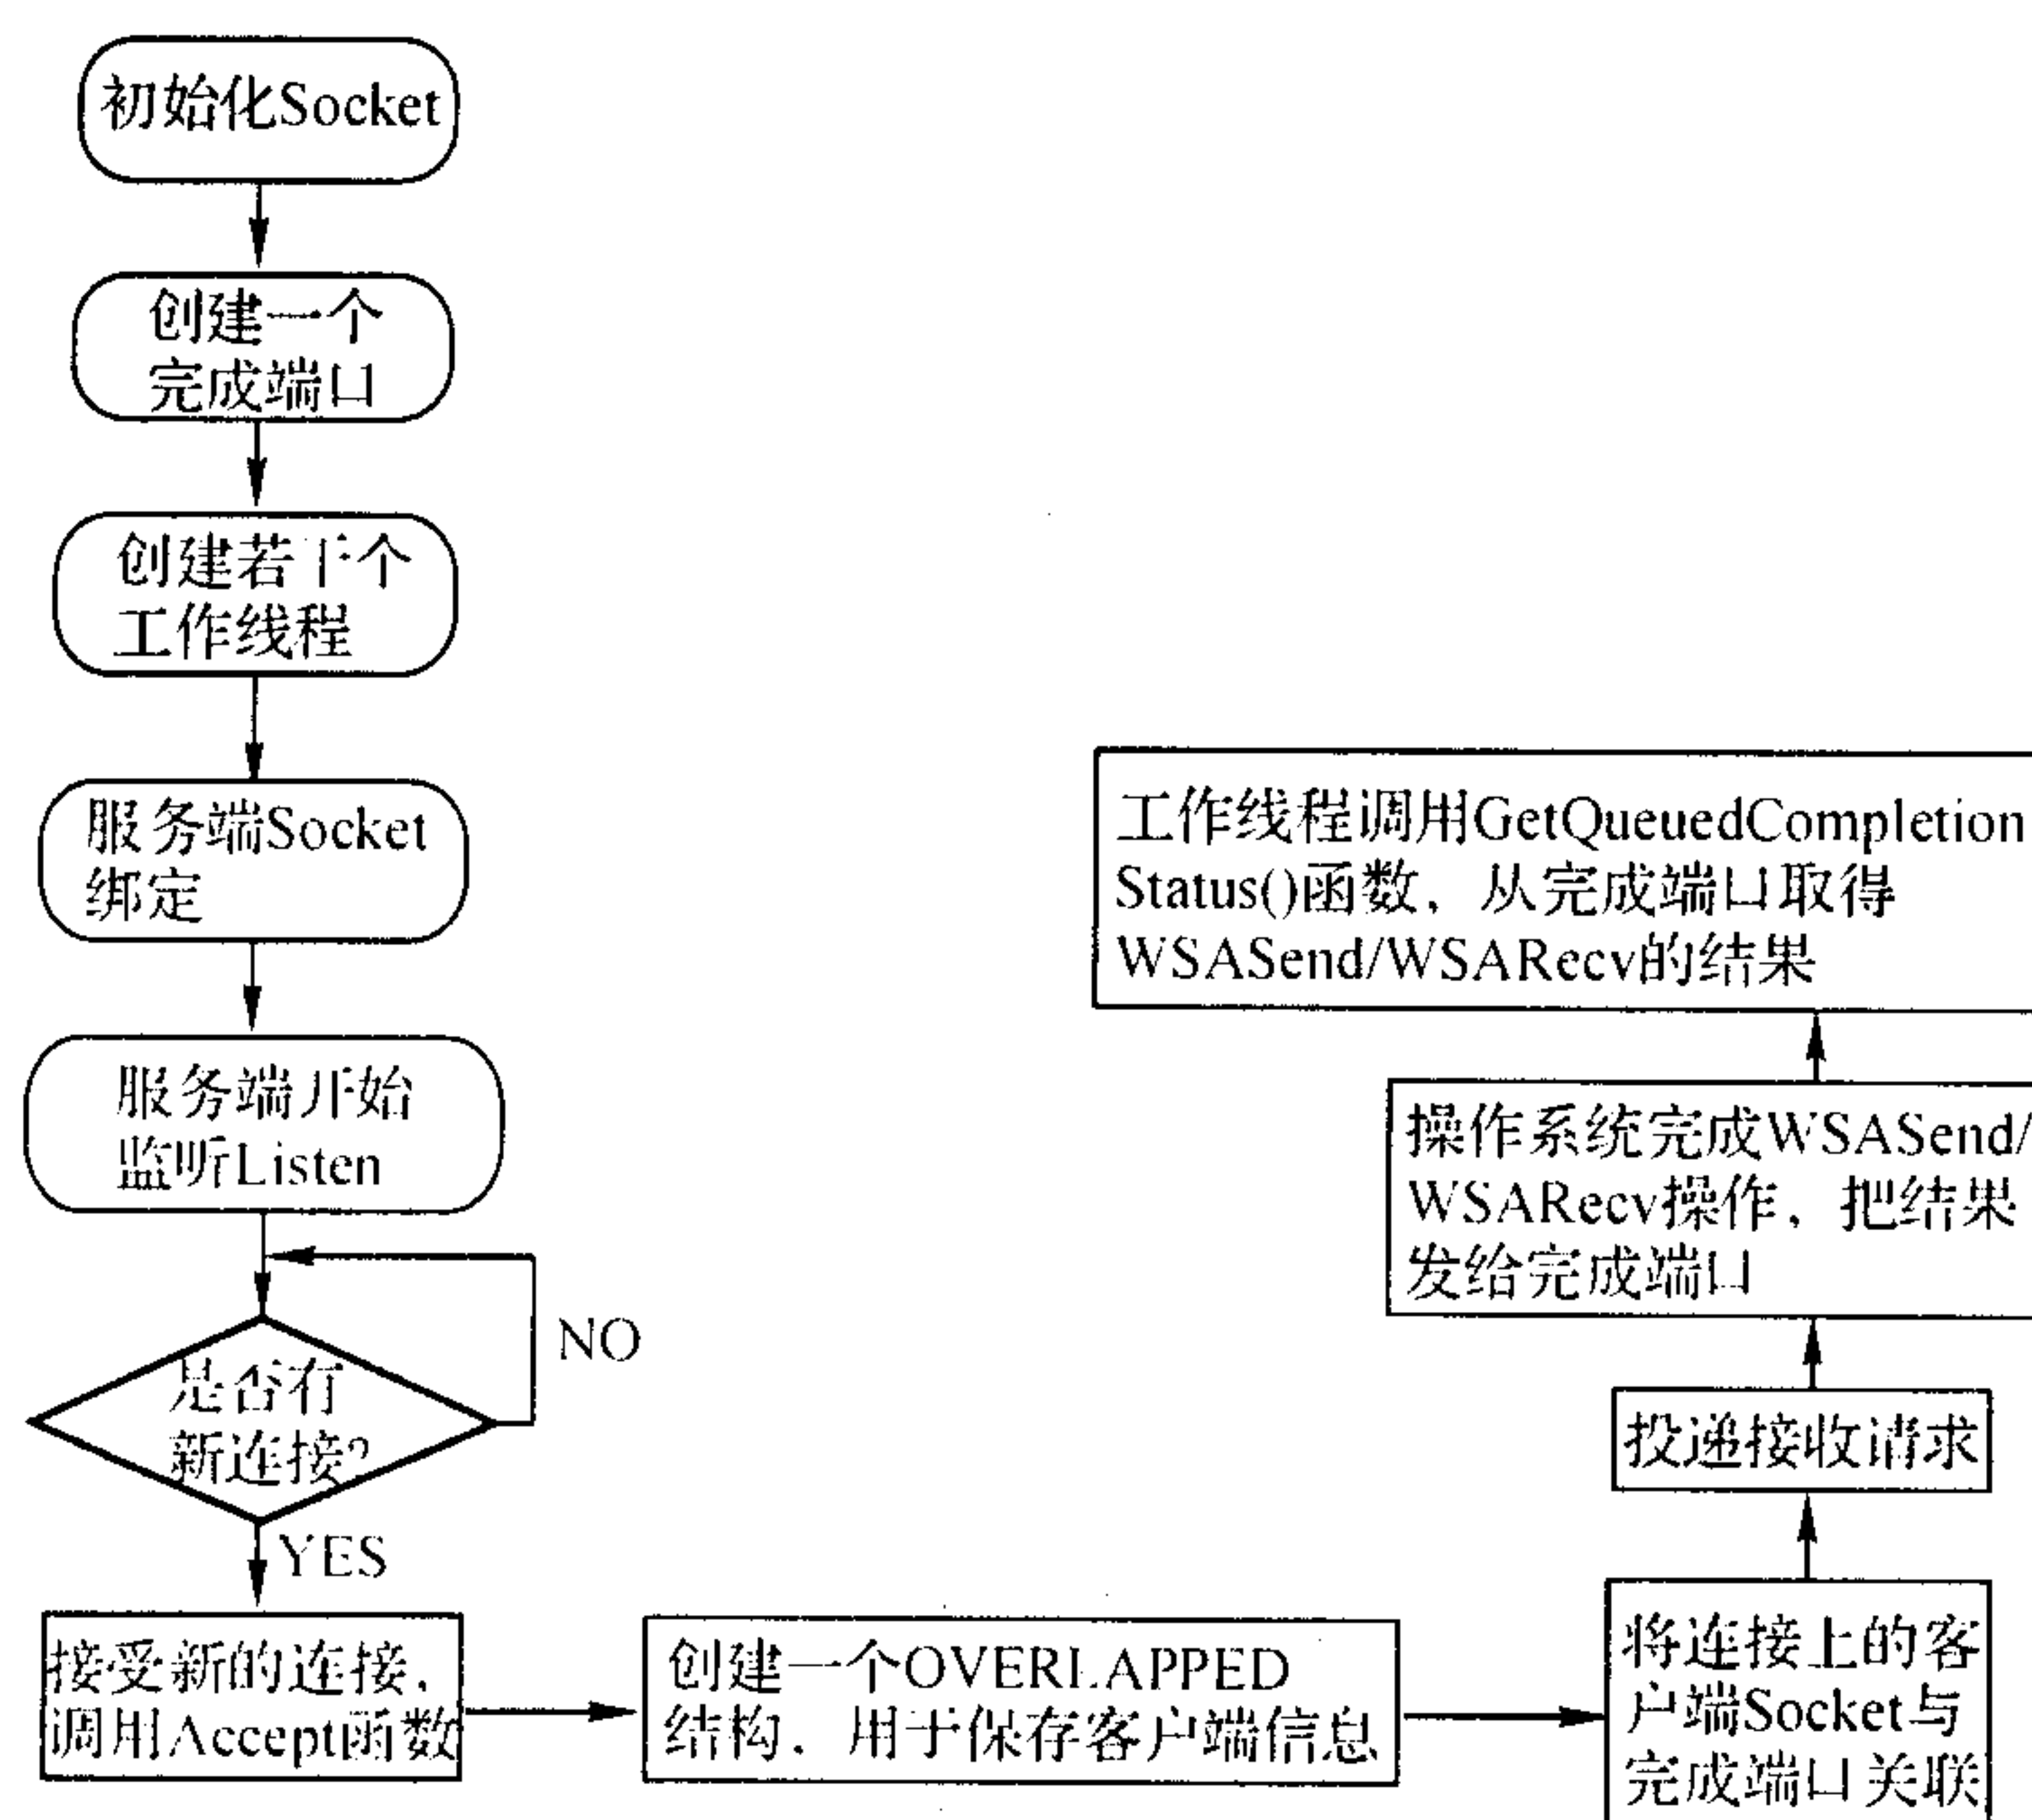 初始化Socket
创建一个
完成端口
创建若干个
工作线程
服务端Socket
绑定
服务端开始
监听Listen
是否有
新连接?
NO
YES
接受新的连接,
调用Accept函数
创建一个OVERLAPPED
结构，用于保存客户端信息
将连接上的客
户端Socket与
完成端口关联
投递接收请求
操作系统完成WSASend/
WSARecv操作，把结果
发给完成端口
工作线程调用GetQueuedCompletion
Status()函数，从完成端口取得
WSASend/WSARecv的结果